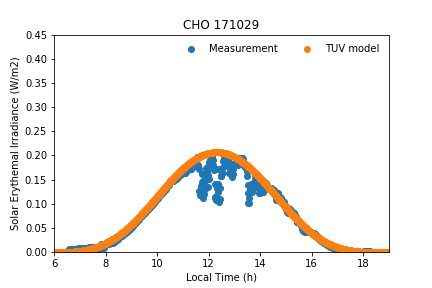 CHO 171029
Measurement TUV model
Solar Erythemal Irradiance (W/m2)
0.45
0.40
0.35
0.30
0.25
0.20
0.15
0.10
0.05
0.00
6 8 10 12 14 16 18
Local Time (h)